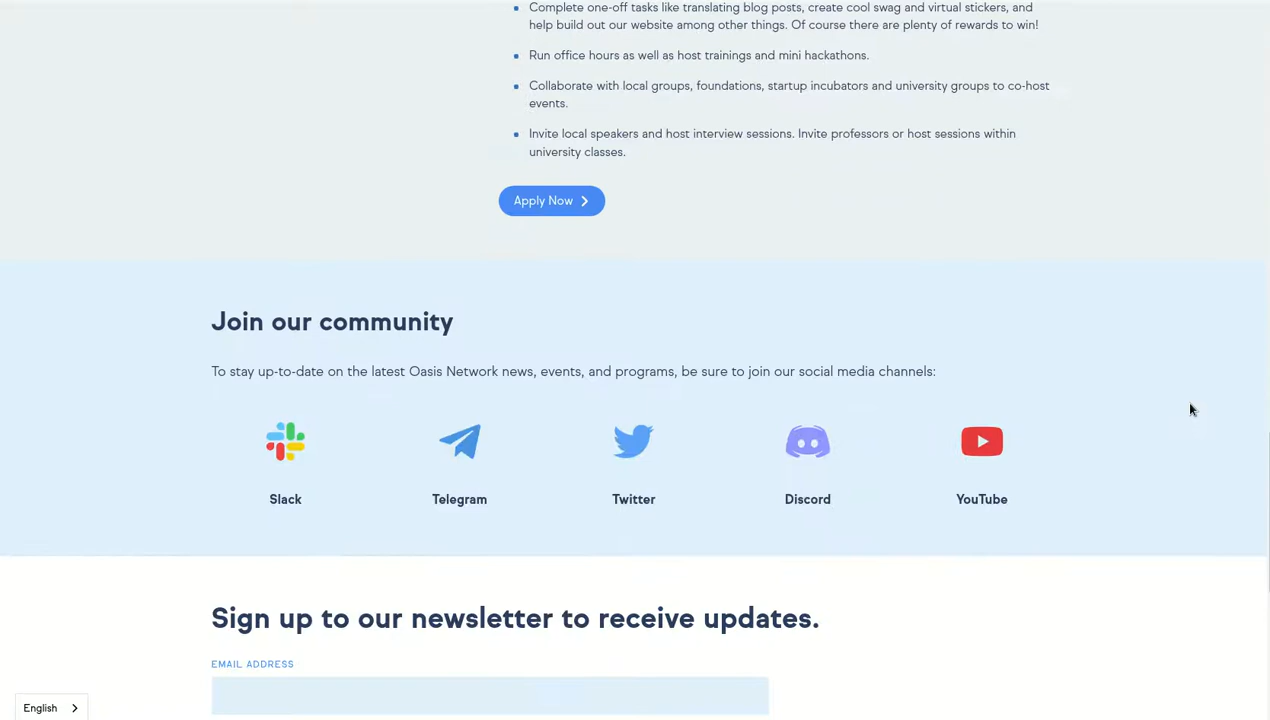 Complete one-off tasks like translating blog posts, create cool swag and virtual stickers, and
help build out our website among other things. Of course there are plenty of rewards to win!
Run office hours as well as host trainings and mini hackathons.
Collaborate with local groups, foundations, startup incubators and university groups to co-host
events.
Invite local speakers and host interview sessions. Invite professors or host sessions within
university classes.
Apply Now
Join our community
To stay up-to-date on the latest Oasis Network news, events, and programs, be sure to join our social media channels:
Slack Telegram Twitter Discord YouTube
Sign up to our newsletter to receive updates.
EMAIL ADDRESS
English